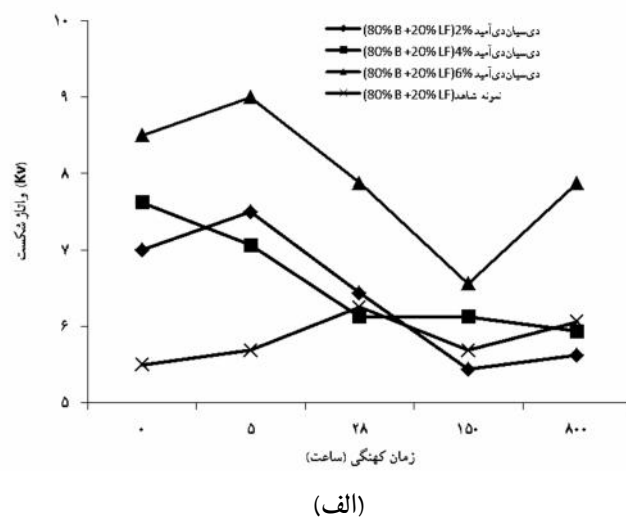 ۱۰
۹
۸
۷
۶
۵
واتاژ شکست (Kv)
دی‌سیان‌دی‌آمید 2%(80% B +20% LF)
دی‌سیان‌دی‌آمید 4%(80% B +20% LF)
دی‌سیان‌دی‌آمید 6%(80% B +20% LF)
نمونه شاهد (80% B +20% LF)
۰ ۵ ۲۸ ۱۵۰ ۸۰۰
زمان کهنگی (ساعت)
(الف)